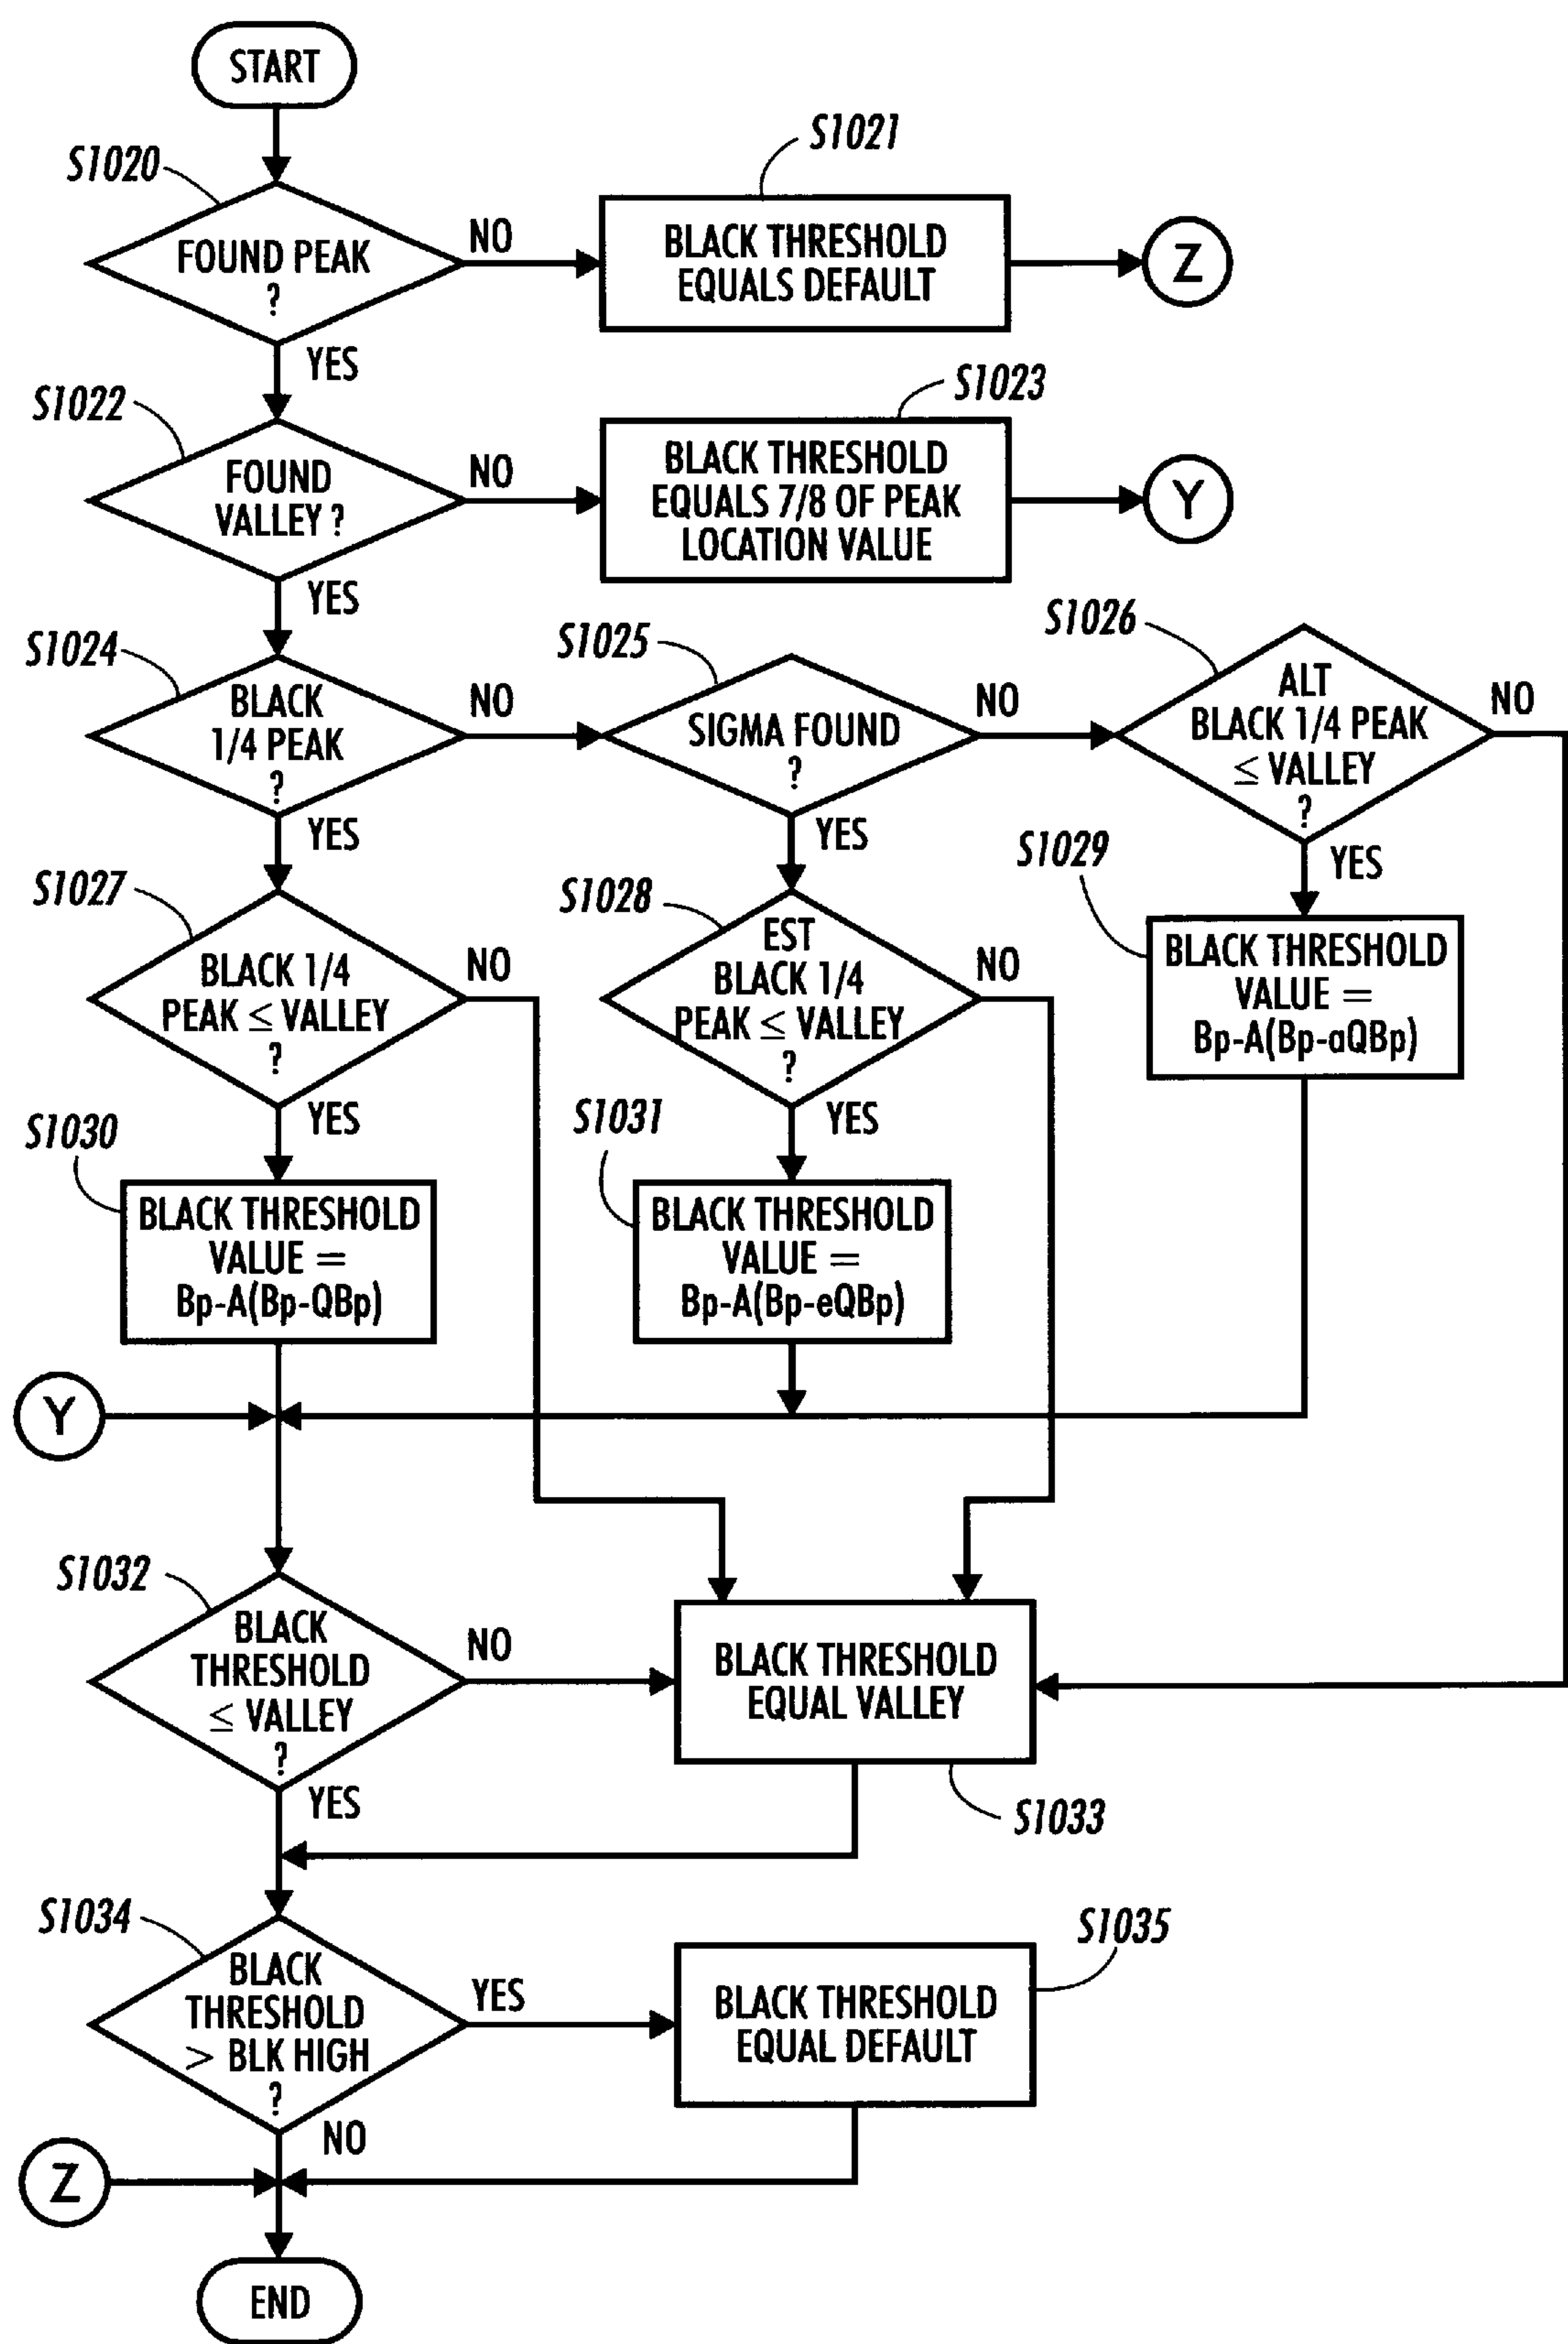 START
S1020
FOUND PEAK
?
NO
YES
S1021
BLACK THRESHOLD
EQUALS DEFAULT
Z
S1022
FOUND
VALLEY ?
NO
YES
S1023
BLACK THRESHOLD
EQUALS 7/8 OF PEAK
LOCATION VALUE
Y
S1024
BLACK
1/4 PEAK
?
NO
YES
S1025
SIGMA FOUND
?
NO
YES
S1026
ALT
BLACK 1/4 PEAK
≤ VALLEY
?
NO
YES
S1027
BLACK 1/4
PEAK ≤ VALLEY
?
NO
YES
S1028
EST
BLACK 1/4
PEAK ≤ VALLEY
?
NO
YES
S1029
BLACK THRESHOLD
VALUE =
Bp-A(Bp-aQBp)
S1030
BLACK THRESHOLD
VALUE =
Bp-A(Bp-QBp)
S1031
BLACK THRESHOLD
VALUE =
Bp-A(Bp-eQBp)
Y
S1032
BLACK
THRESHOLD
≤ VALLEY
?
NO
YES
BLACK THRESHOLD
EQUAL VALLEY
S1033
S1034
BLACK
THRESHOLD
> BLK HIGH
?
YES
NO
S1035
BLACK THRESHOLD
EQUAL DEFAULT
Z
END